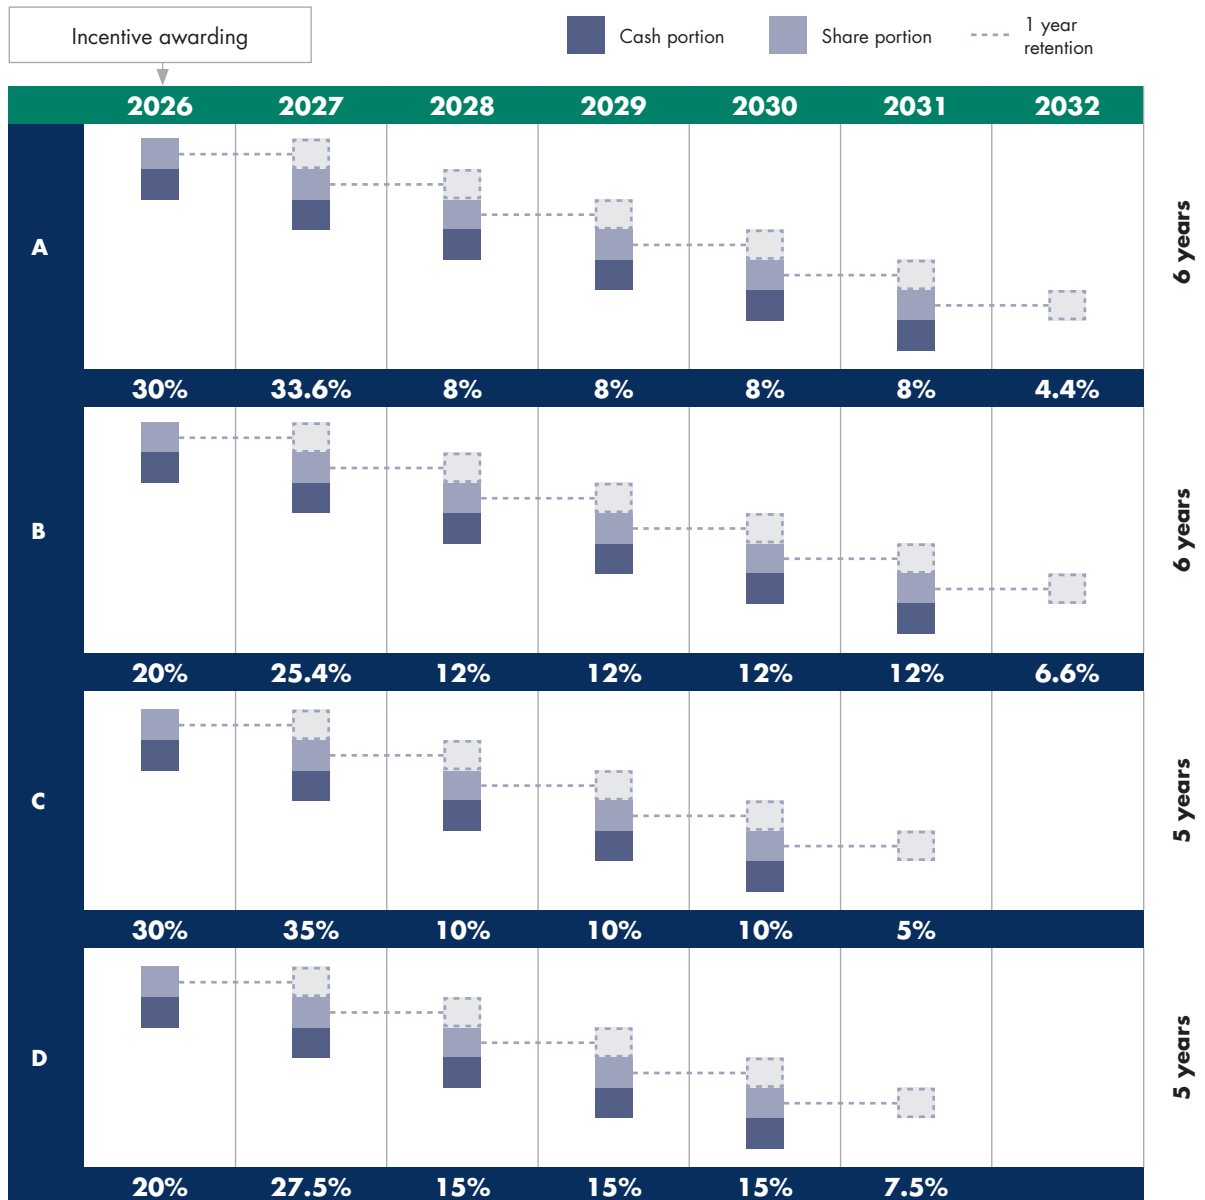 Incentive awarding
Cash portion
Share portion
1 year
retention
2026 2027 2028 2029 2030 2031 2032
A
6 years
30% 33.6% 8% 8% 8% 8% 4.4%
B
6 years
20% 25.4% 12% 12% 12% 12% 6.6%
C
5 years
30% 35% 10% 10% 10% 5%
D
5 years
20% 27.5% 15% 15% 15% 7.5%